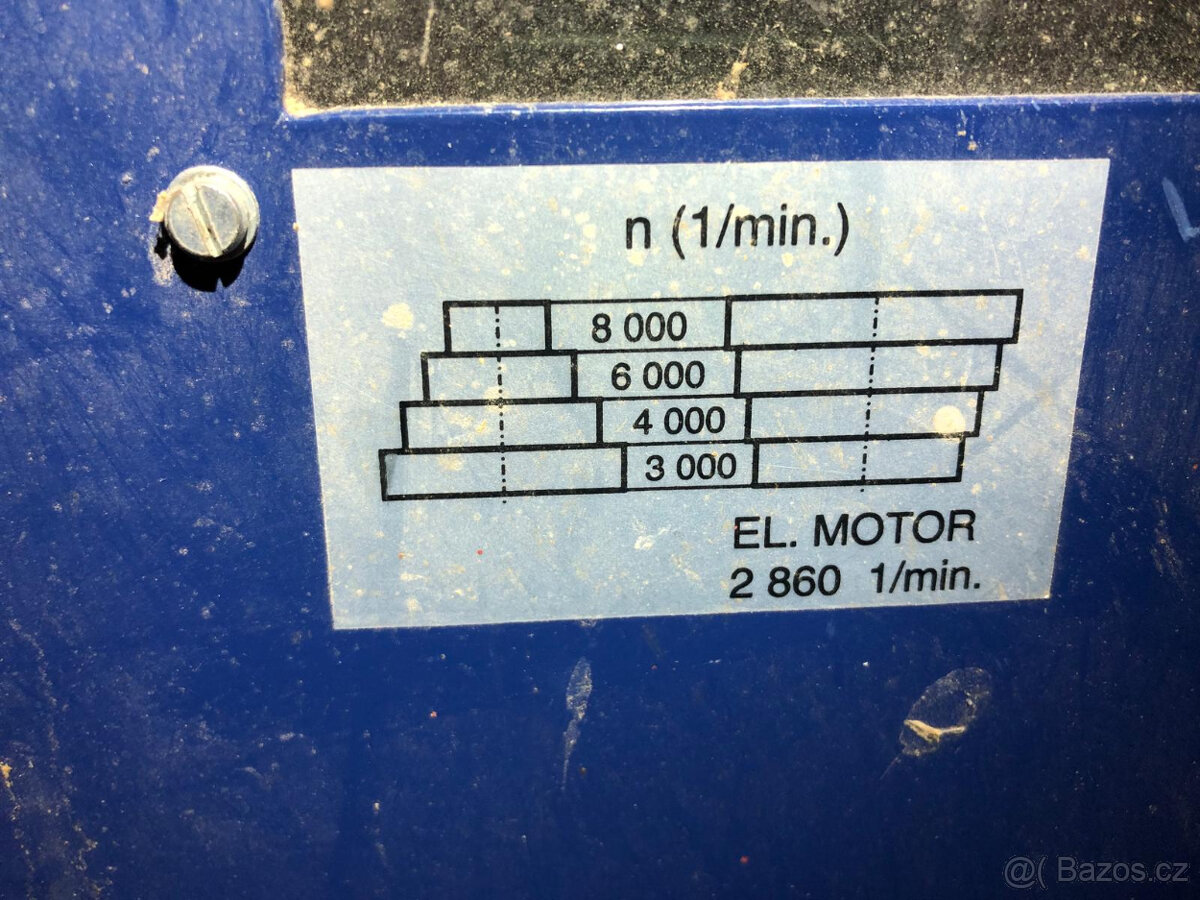 n (1/min.)
8 000
6 000
4 000
3 000
EL. MOTOR
2 860 1/min.
@( Bazos.cz